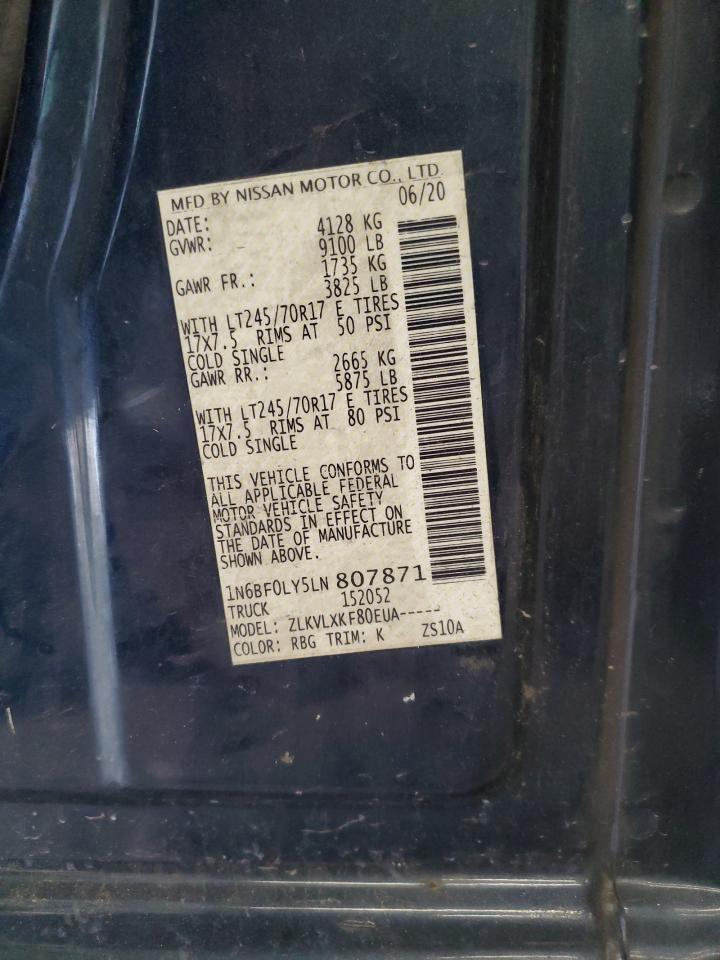 MFD BY NISSAN MOTOR CO., LTD.
DATE: 06/20
GVWR: 4128 KG
9100 LB
GAWR FR.: 1735 KG
3825 LB
WITH LT245/70R17 E TIRES
17X7.5 RIMS AT 50 PSI
COLD SINGLE
GAWR RR.: 2665 KG
5875 LB
WITH LT245/70R17 E TIRES
17X7.5 RIMS AT 80 PSI
COLD SINGLE
THIS VEHICLE CONFORMS TO
ALL APPLICABLE FEDERAL
MOTOR VEHICLE SAFETY
STANDARDS IN EFFECT ON
THE DATE OF MANUFACTURE
SHOWN ABOVE.
1N6BF0LY5LN 807871
TRUCK 152052
MODEL: ZLKVLXKF80EUA-----
COLOR: RBG TRIM: K ZS10A